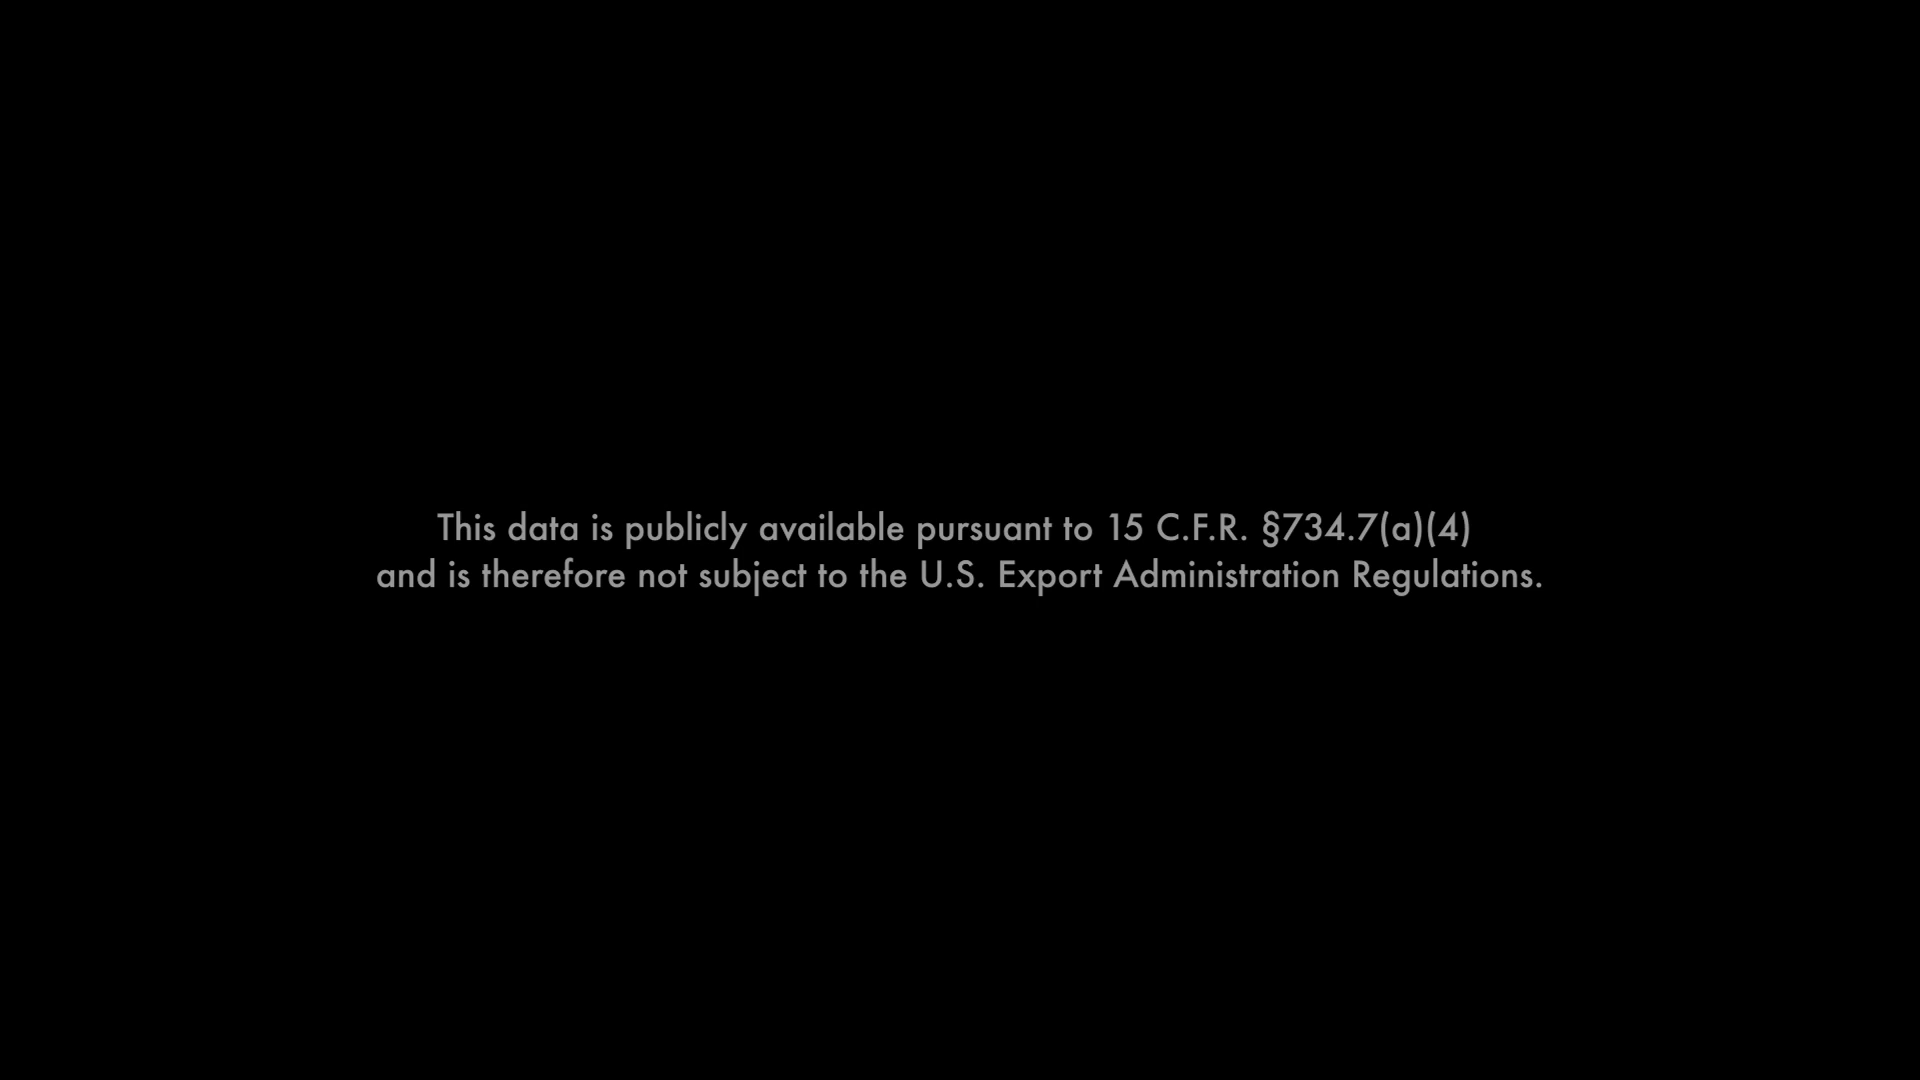 This data is publicly available pursuant to 15 C.F.R. §734.7(a)(4)
and is therefore not subject to the U.S. Export Administration Regulations.